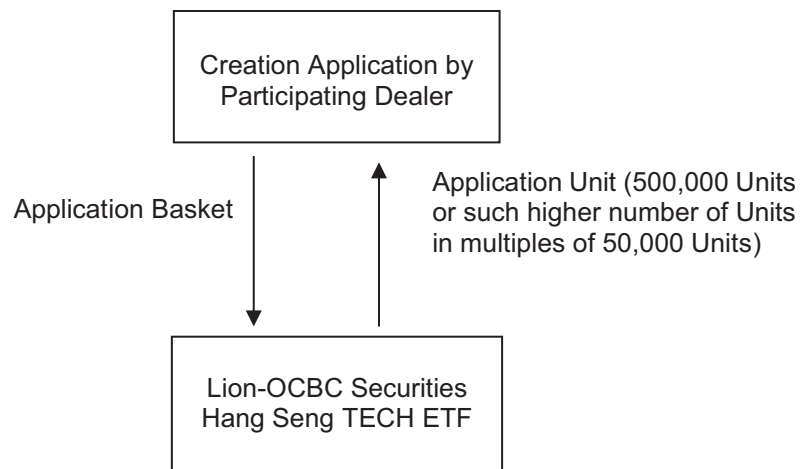 Creation Application by
Participating Dealer
Application Basket
Application Unit (500,000 Units
or such higher number of Units
in multiples of 50,000 Units)
Lion-OCBC Securities
Hang Seng TECH ETF